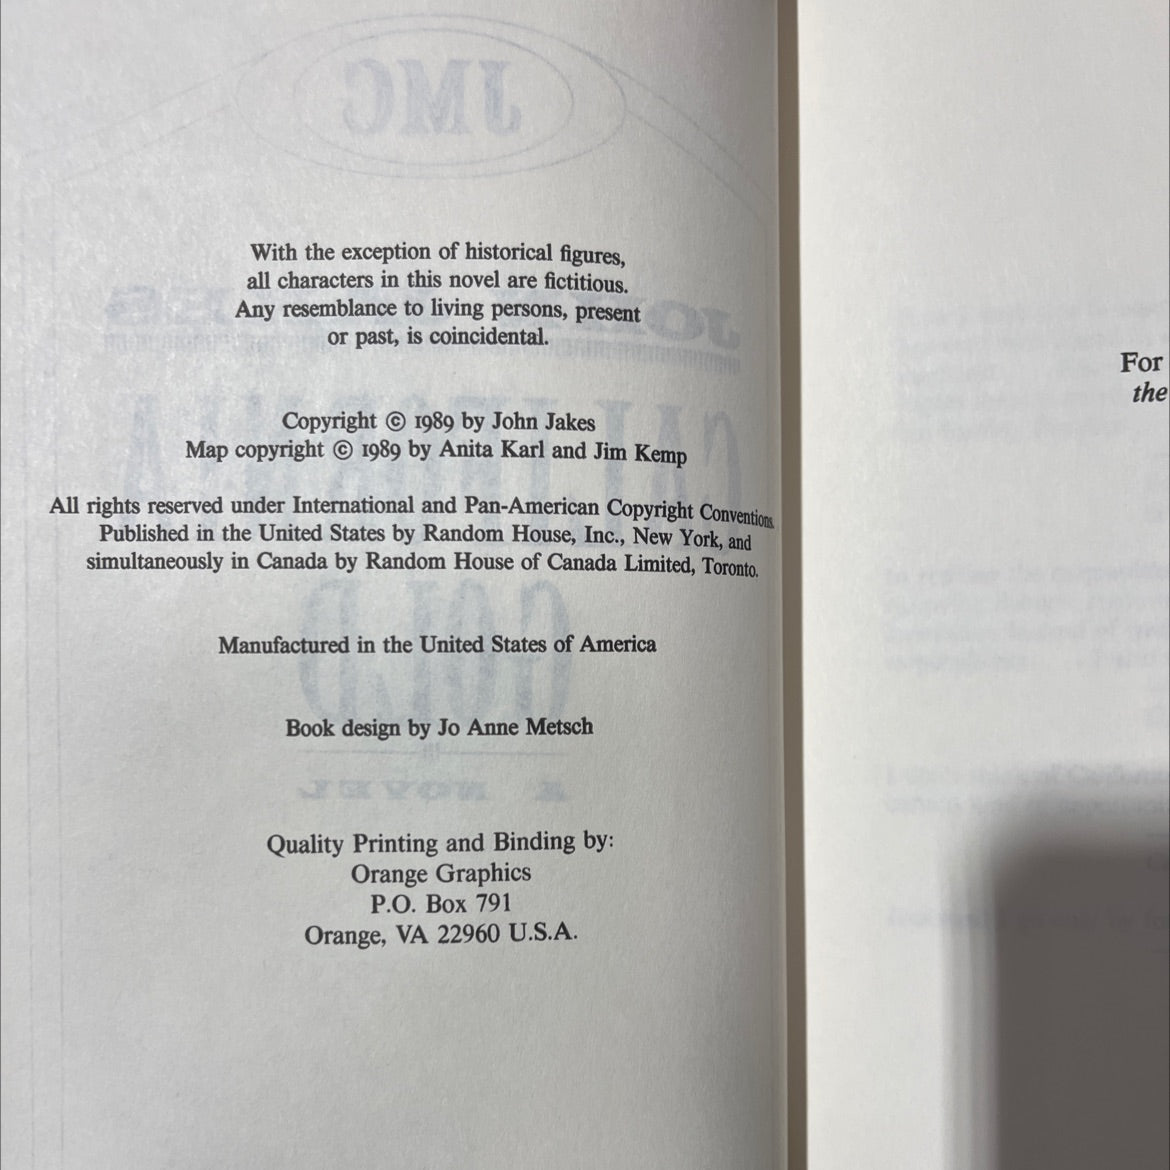 With the exception of historical figures,
all characters in this novel are fictitious.
Any resemblance to living persons, present
or past, is coincidental.
Copyright © 1989 by John Jakes
Map copyright © 1989 by Anita Karl and Jim Kemp
All rights reserved under International and Pan-American Copyright Conventions.
Published in the United States by Random House, Inc., New York, and
simultaneously in Canada by Random House of Canada Limited, Toronto.
Manufactured in the United States of America
Book design by Jo Anne Metsch
Quality Printing and Binding by:
Orange Graphics
P.O. Box 791
Orange, VA 22960 U.S.A.
For
the